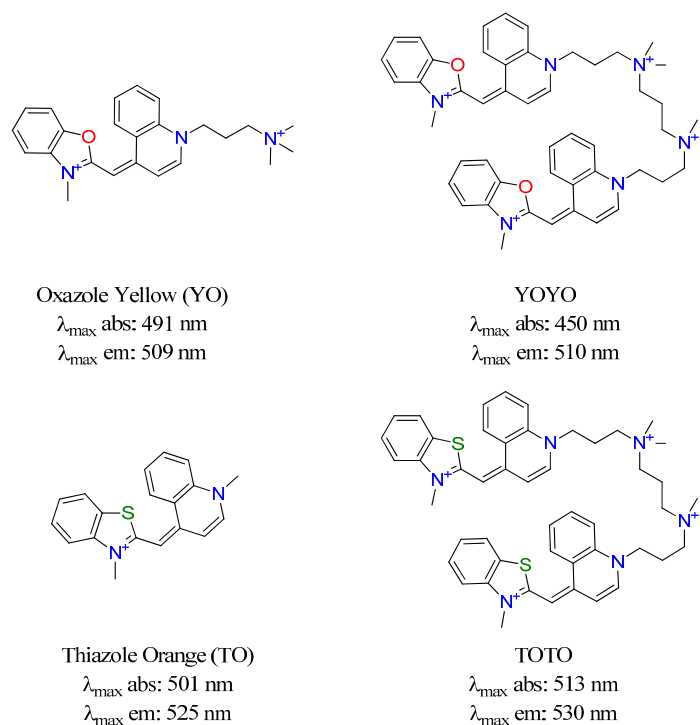 O
N
N⁺
N⁺
Oxazole Yellow (YO)
λmax abs: 491 nm
λmax em: 509 nm
O
N
N⁺
N⁺
N⁺
O
N
N⁺
YOYO
λmax abs: 450 nm
λmax em: 510 nm
S
N
N⁺
Thiazole Orange (TO)
λmax abs: 501 nm
λmax em: 525 nm
S
N
N⁺
N⁺
N⁺
S
N
N⁺
TOTO
λmax abs: 513 nm
λmax em: 530 nm